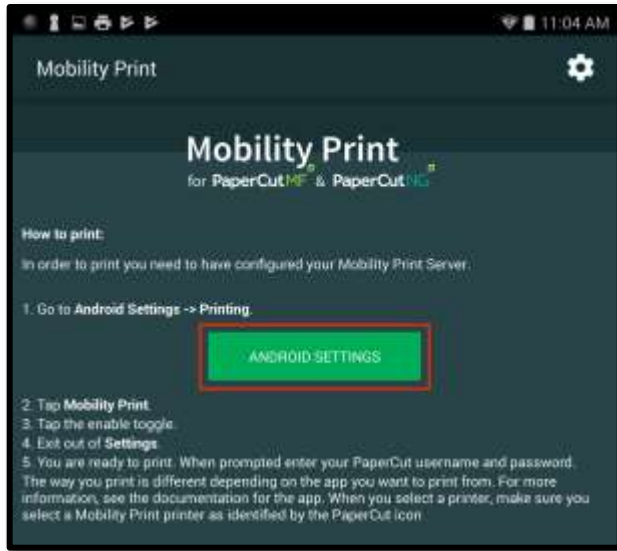 11:04 AM
Mobility Print
Mobility Print
for PaperCut MF & PaperCut NG
How to print:
In order to print you need to have configured your Mobility Print Server.
1. Go to Android Settings -> Printing.
ANDROID SETTINGS
2. Tap Mobility Print.
3. Tap the enable toggle.
4. Exit out of Settings.
5. You are ready to print. When prompted enter your PaperCut username and password.
The way you print is different depending on the app you want to print from. For more
information, see the documentation for the app. When you select a printer, make sure you
select a Mobility Print printer as identified by the PaperCut icon